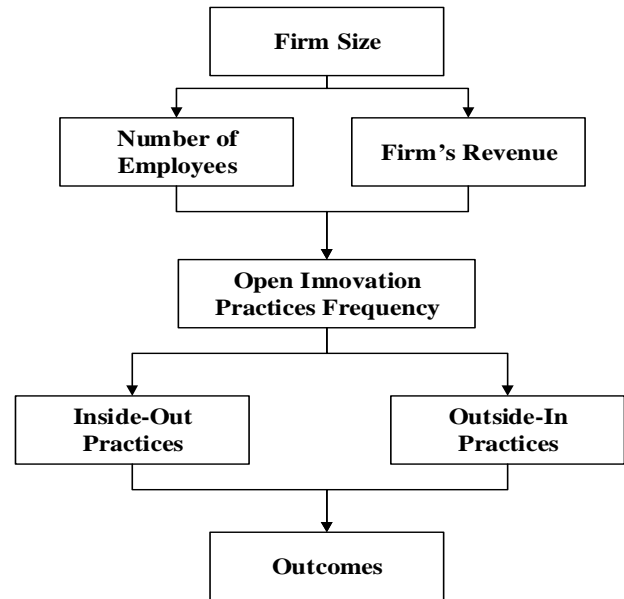 Firm Size
Number of
Employees
Firm’s Revenue
Open Innovation
Practices Frequency
Inside-Out
Practices
Outside-In
Practices
Outcomes